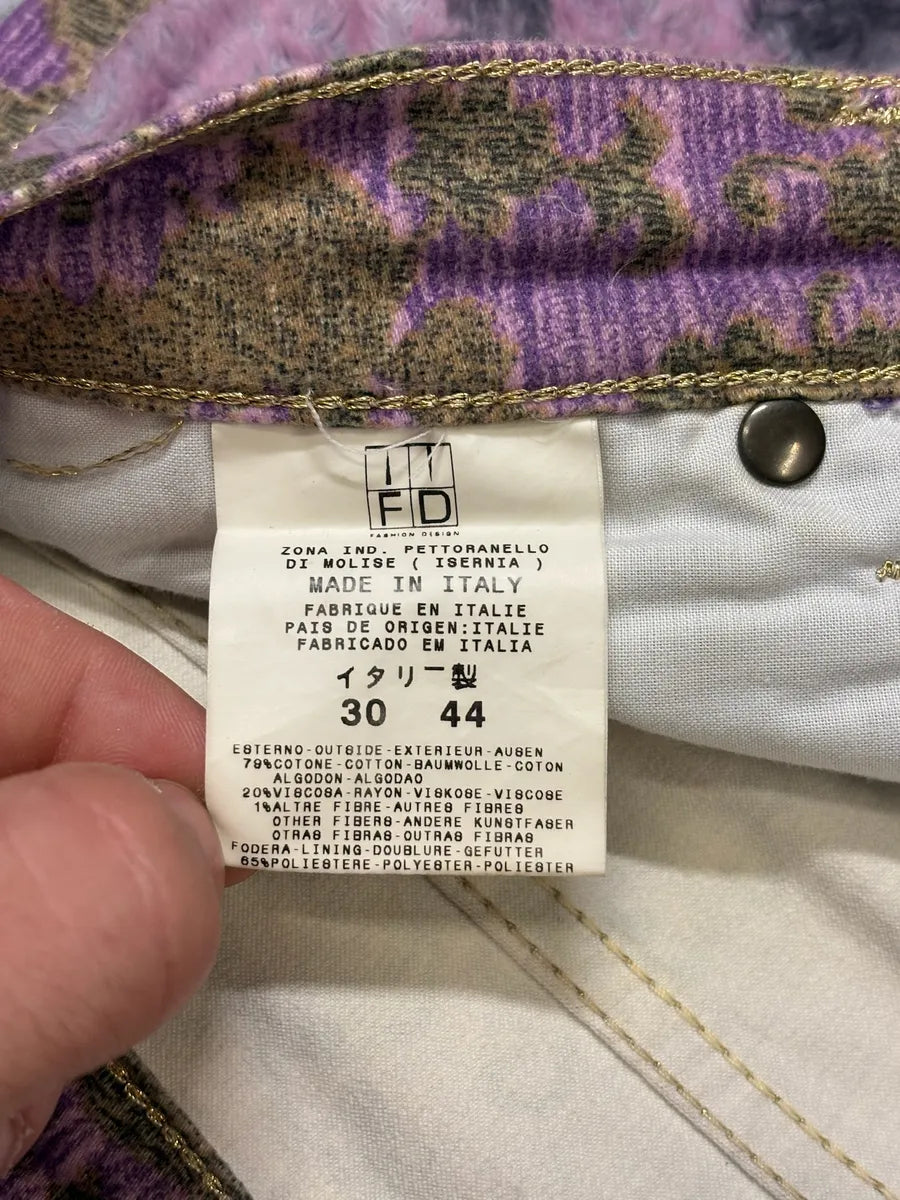 IT
FD
FASHION DESIGN
ZONA IND. PETTORANELLO
DI MOLISE ( ISERNIA )
MADE IN ITALY
FABRIQUE EN ITALIE
PAIS DE ORIGEN:ITALIE
FABRICADO EM ITALIA
イタリー製
30 44
ESTERNO-OUTSIDE-EXTERIEUR-AUSEN
79%COTONE-COTTON-BAUMWOLLE-COTON
ALGODON-ALGODAO
20%VISCOSA-RAYON-VISKOSE-VISCOSE
1%ALTRE FIBRE-AUTRES FIBRES
OTHER FIBERS-ANDERE KUNSTFASER
OTRAS FIBRAS-OUTRAS FIBRAS
FODERA-LINING-DOUBLURE-GEFUTTER
65%POLIESTERE-POLYESTER-POLIESTER